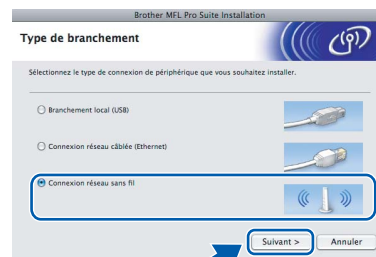 Brother MFL Pro Suite Installation
Type de branchement
Sélectionnez le type de connexion de périphérique que vous souhaitez installer.
Branchement local (USB)
Connexion réseau câblée (Ethernet)
Connexion réseau sans fil
Suivant >
Annuler